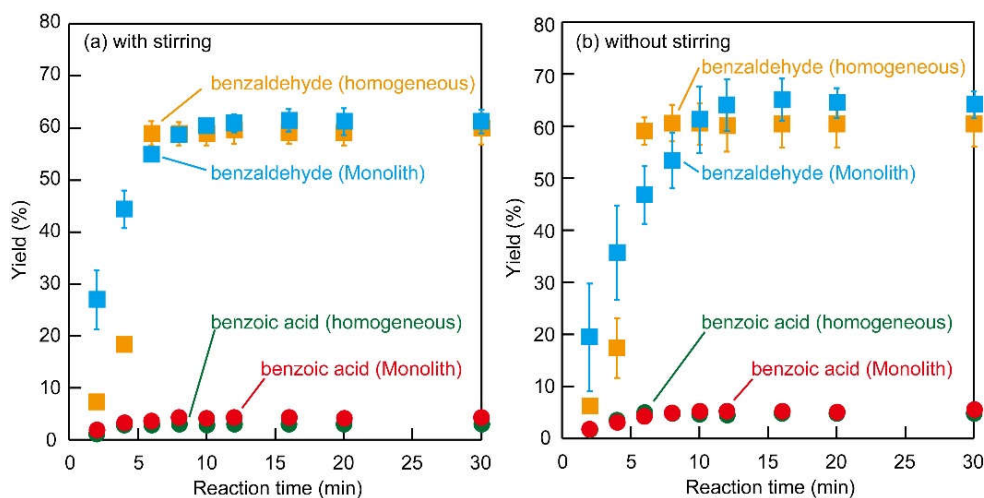 (a) with stirring
benzaldehyde (homogeneous)
benzaldehyde (Monolith)
benzoic acid (homogeneous)
benzoic acid (Monolith)
Yield (%)
80
70
60
50
40
30
20
10
0
0 5 10 15 20 25 30
Reaction time (min)
(b) without stirring
benzaldehyde (homogeneous)
benzaldehyde (Monolith)
benzoic acid (homogeneous)
benzoic acid (Monolith)
Yield (%)
80
70
60
50
40
30
20
10
0
0 5 10 15 20 25 30
Reaction time (min)